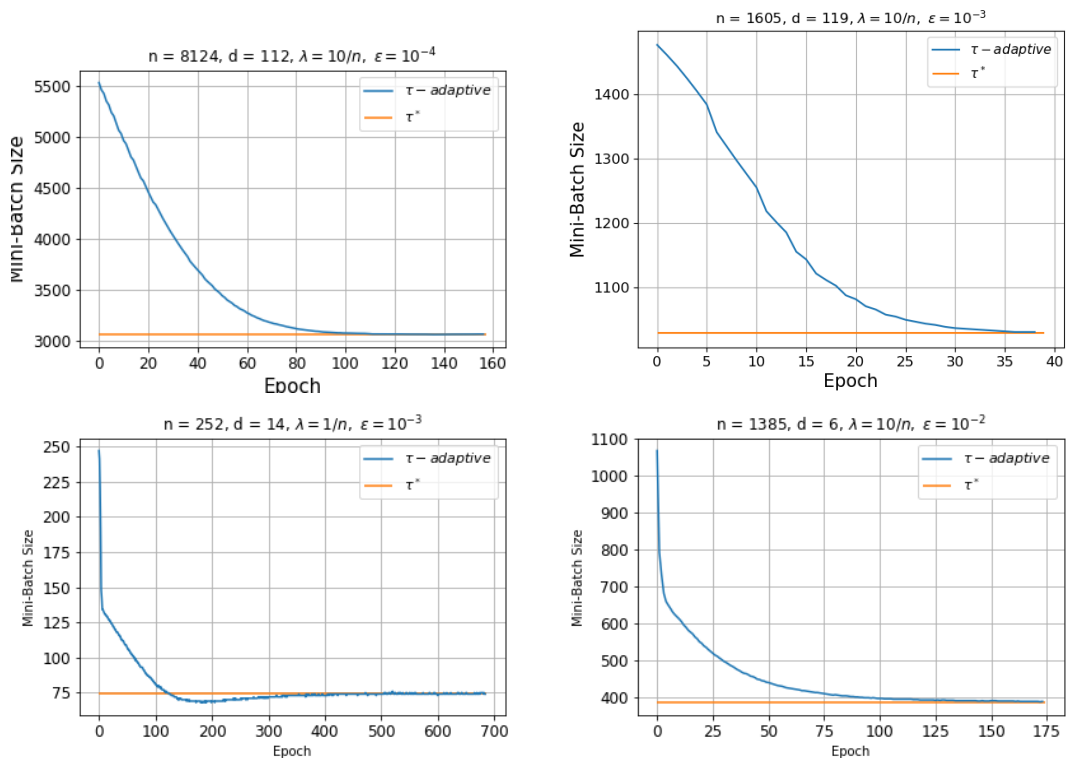 n = 8124, d = 112, λ = 10/n, ε = 10⁻⁴
5500
5000
4500
4000
3500
3000
Mini-Batch Size
τ − adaptive
τ*
0 20 40 60 80 100 120 140 160
Epoch
n = 1605, d = 119, λ = 10/n, ε = 10⁻³
1400
1300
1200
1100
Mini-Batch Size
τ − adaptive
τ*
0 5 10 15 20 25 30 35 40
Epoch
n = 252, d = 14, λ = 1/n, ε = 10⁻³
250
225
200
175
150
125
100
75
Mini-Batch Size
τ − adaptive
τ*
0 100 200 300 400 500 600 700
Epoch
n = 1385, d = 6, λ = 10/n, ε = 10⁻²
1100
1000
900
800
700
600
500
400
Mini-Batch Size
τ − adaptive
τ*
0 25 50 75 100 125 150 175
Epoch